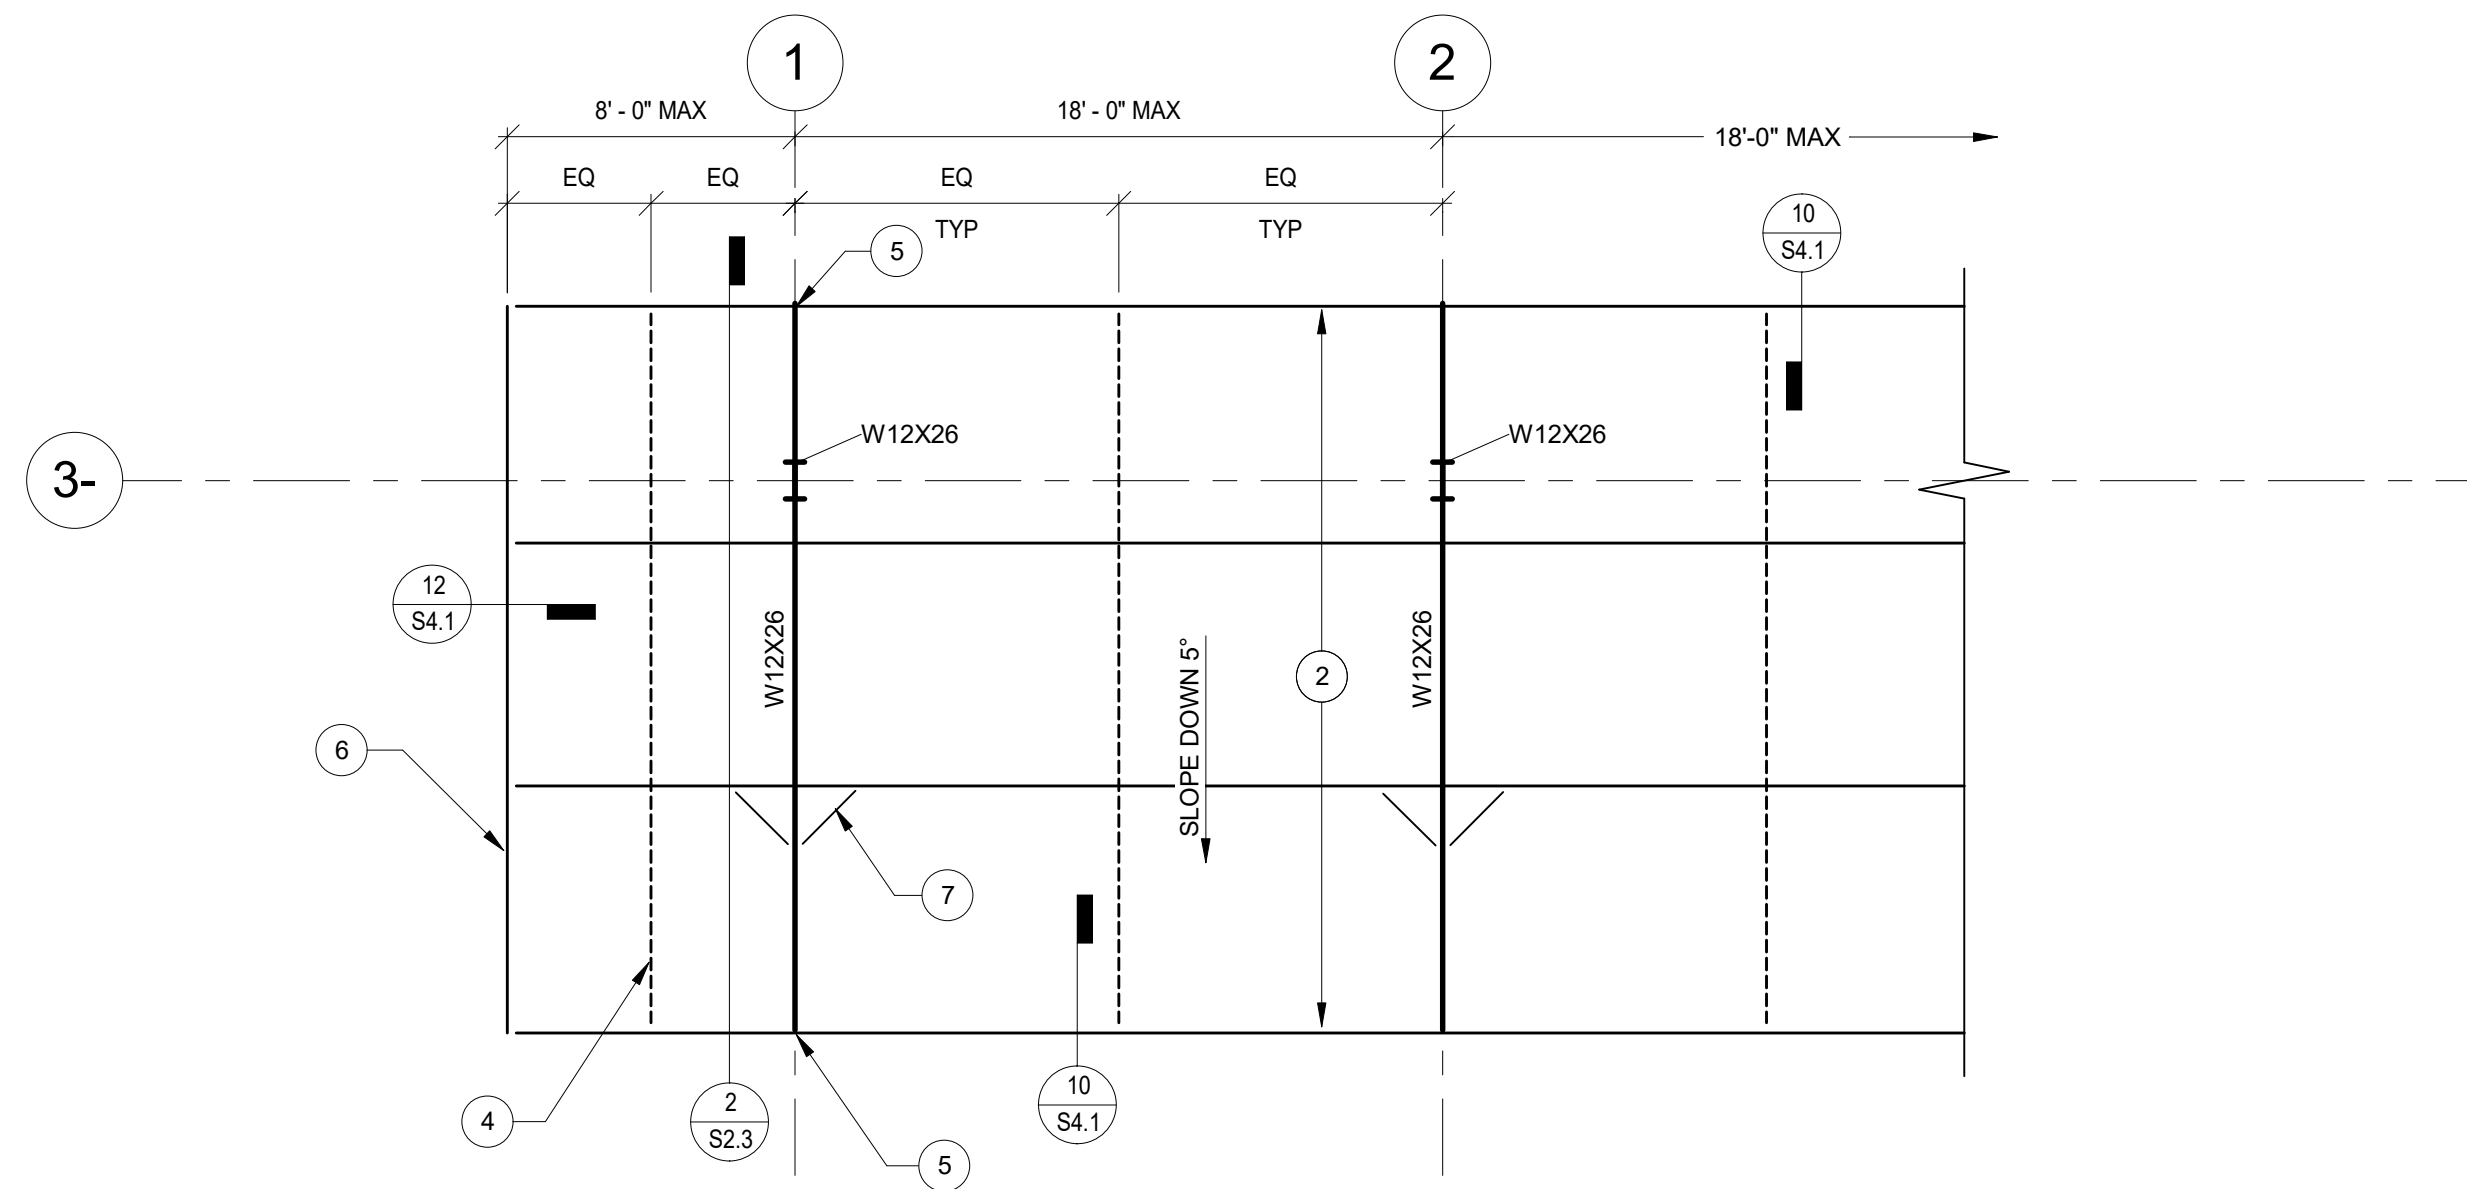 1
2
8' - 0" MAX
18' - 0" MAX
18'-0" MAX
EQ
EQ
EQ
EQ
TYP
TYP
5
10
S4.1
W12X26
W12X26
3-
12
S4.1
W12X26
W12X26
SLOPE DOWN 5°
2
6
7
4
2
S2.3
10
S4.1
5